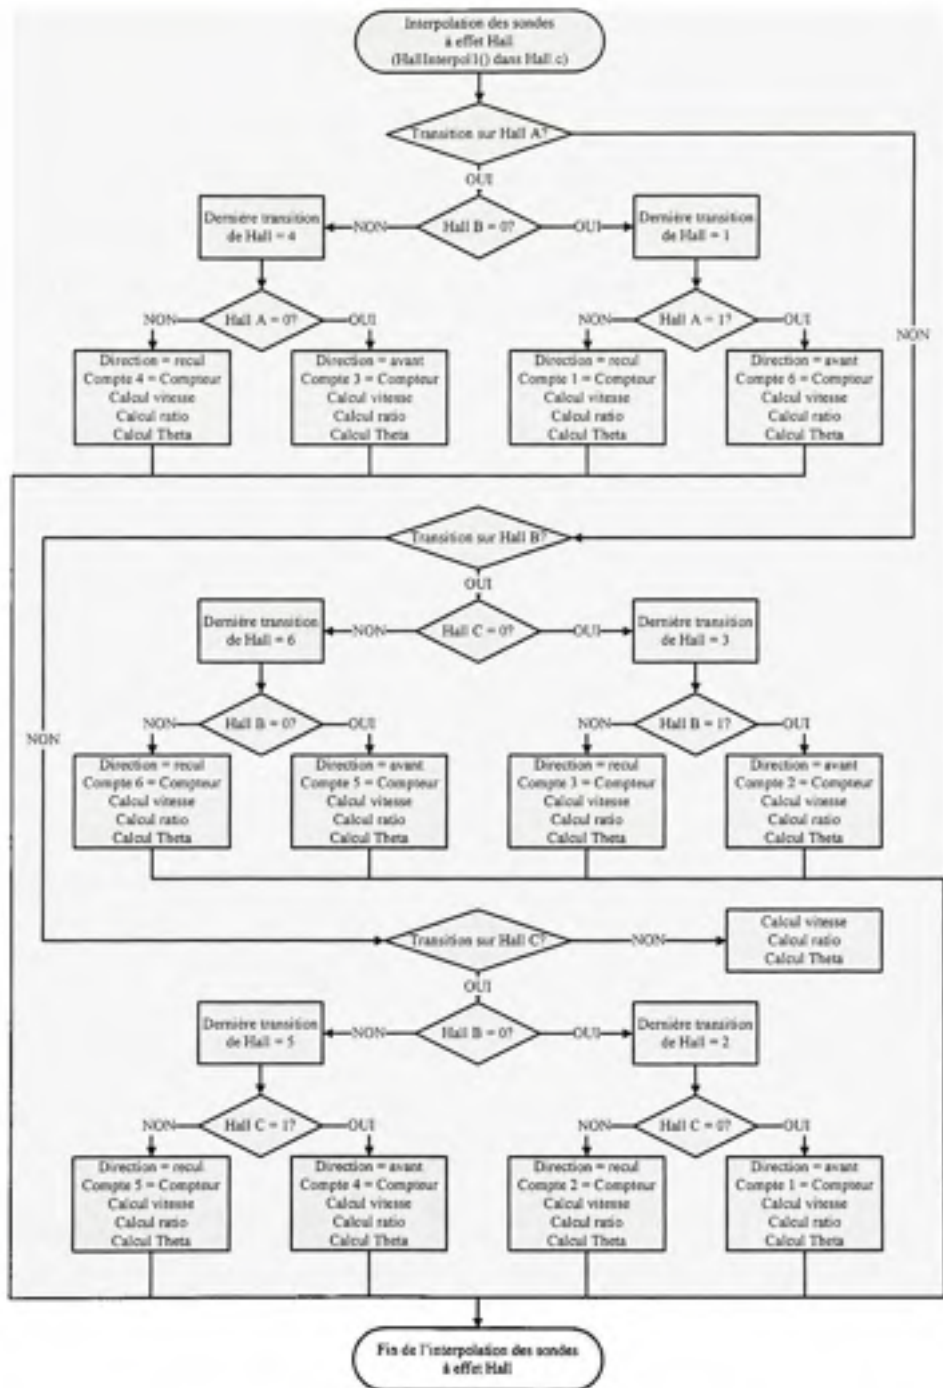 Interpolation des sondes
à effet Hall
(HallInterpol1() dans Hall.c)
Transition sur Hall A?
OUI
NON
Dernière transition
de Hall = 4
NON
Hall B = 0?
OUI
Dernière transition
de Hall = 1
NON
Hall A = 0?
OUI
NON
Hall A = 1?
OUI
Direction = recul
Compte 4 = Compteur
Calcul vitesse
Calcul ratio
Calcul Theta
Direction = avant
Compte 3 = Compteur
Calcul vitesse
Calcul ratio
Calcul Theta
Direction = recul
Compte 1 = Compteur
Calcul vitesse
Calcul ratio
Calcul Theta
Direction = avant
Compte 6 = Compteur
Calcul vitesse
Calcul ratio
Calcul Theta
Transition sur Hall B?
OUI
NON
Dernière transition
de Hall = 6
NON
Hall C = 0?
OUI
Dernière transition
de Hall = 3
NON
Hall B = 0?
OUI
NON
Hall B = 1?
OUI
Direction = recul
Compte 6 = Compteur
Calcul vitesse
Calcul ratio
Calcul Theta
Direction = avant
Compte 5 = Compteur
Calcul vitesse
Calcul ratio
Calcul Theta
Direction = recul
Compte 3 = Compteur
Calcul vitesse
Calcul ratio
Calcul Theta
Direction = avant
Compte 2 = Compteur
Calcul vitesse
Calcul ratio
Calcul Theta
Transition sur Hall C?
NON
Calcul vitesse
Calcul ratio
Calcul Theta
OUI
Dernière transition
de Hall = 5
NON
Hall B = 0?
OUI
Dernière transition
de Hall = 2
NON
Hall C = 1?
OUI
NON
Hall C = 0?
OUI
Direction = recul
Compte 5 = Compteur
Calcul vitesse
Calcul ratio
Calcul Theta
Direction = avant
Compte 4 = Compteur
Calcul vitesse
Calcul ratio
Calcul Theta
Direction = recul
Compte 2 = Compteur
Calcul vitesse
Calcul ratio
Calcul Theta
Direction = avant
Compte 1 = Compteur
Calcul vitesse
Calcul ratio
Calcul Theta
Fin de l'interpolation des sondes
à effet Hall